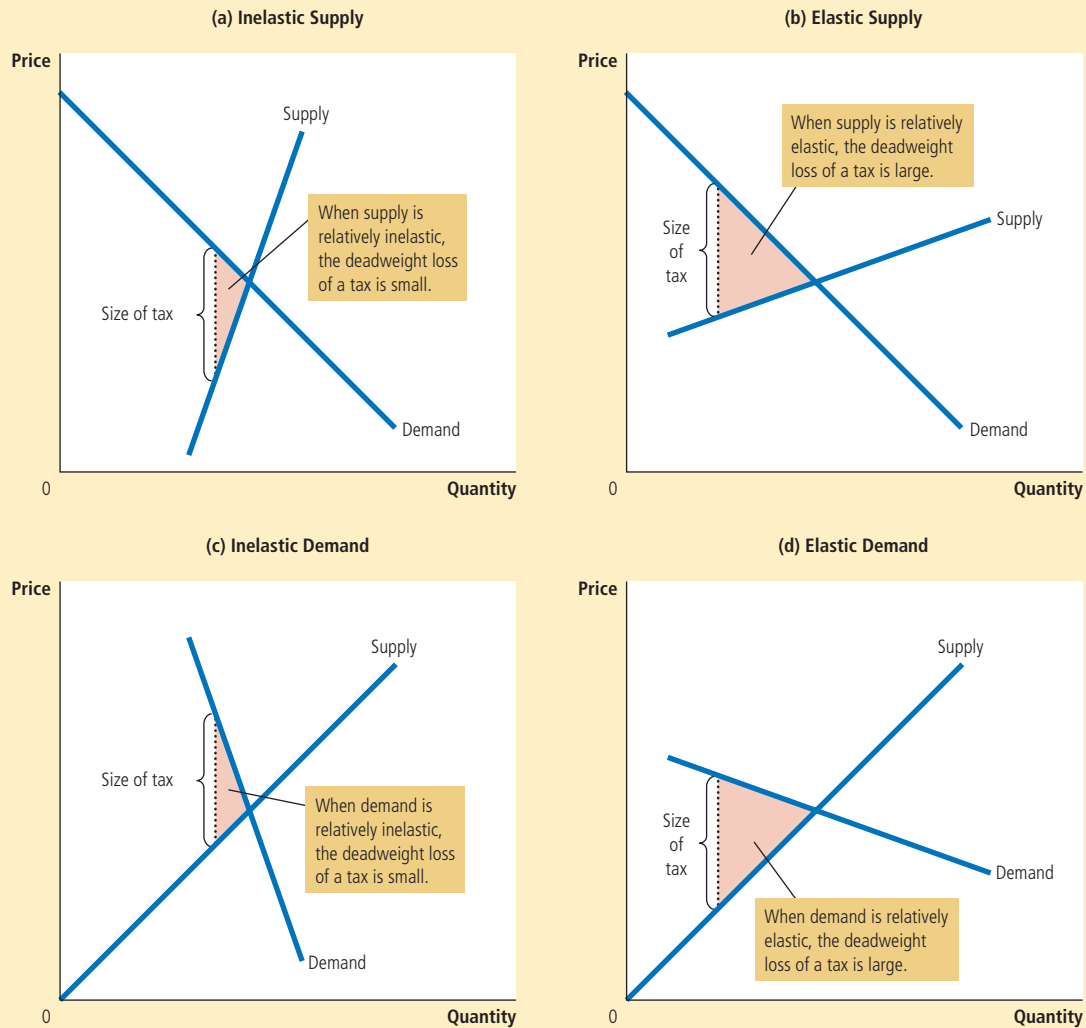 (a) Inelastic Supply
Price
Supply
When supply is
relatively inelastic,
the deadweight loss
of a tax is small.
Size of tax
Demand
0
Quantity
(b) Elastic Supply
Price
When supply is relatively
elastic, the deadweight
loss of a tax is large.
Size
of
tax
Supply
Demand
0
Quantity
(c) Inelastic Demand
Price
Supply
Size of tax
When demand is
relatively inelastic,
the deadweight loss
of a tax is small.
Demand
0
Quantity
(d) Elastic Demand
Price
Supply
Size
of
tax
Demand
When demand is relatively
elastic, the deadweight
loss of a tax is large.
0
Quantity